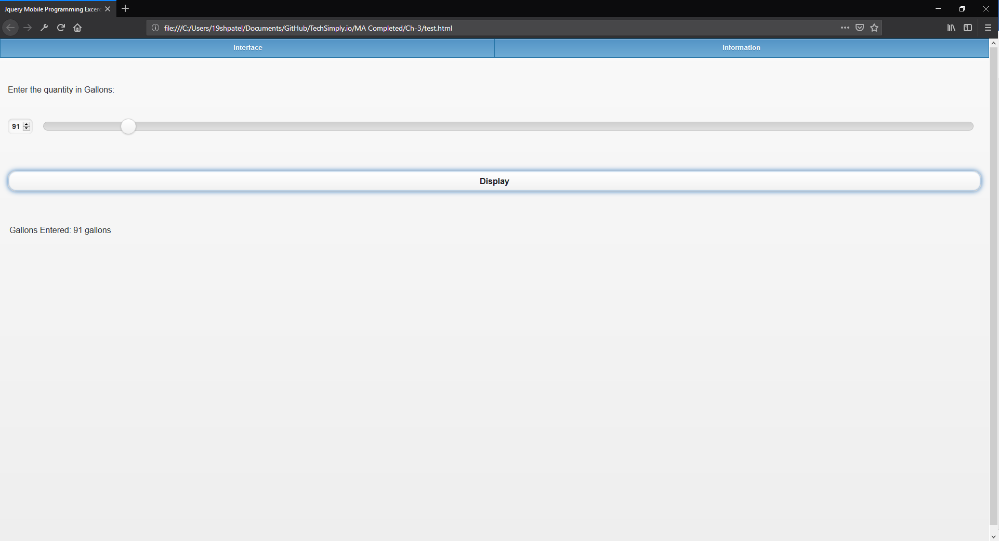 Jquery Mobile Programming Excerc
file:///C:/Users/19shpatel/Documents/GitHub/TechSimply.io/MA Completed/Ch-3/test.html
Interface
Information
Enter the quantity in Gallons:
91
Display
Gallons Entered: 91 gallons